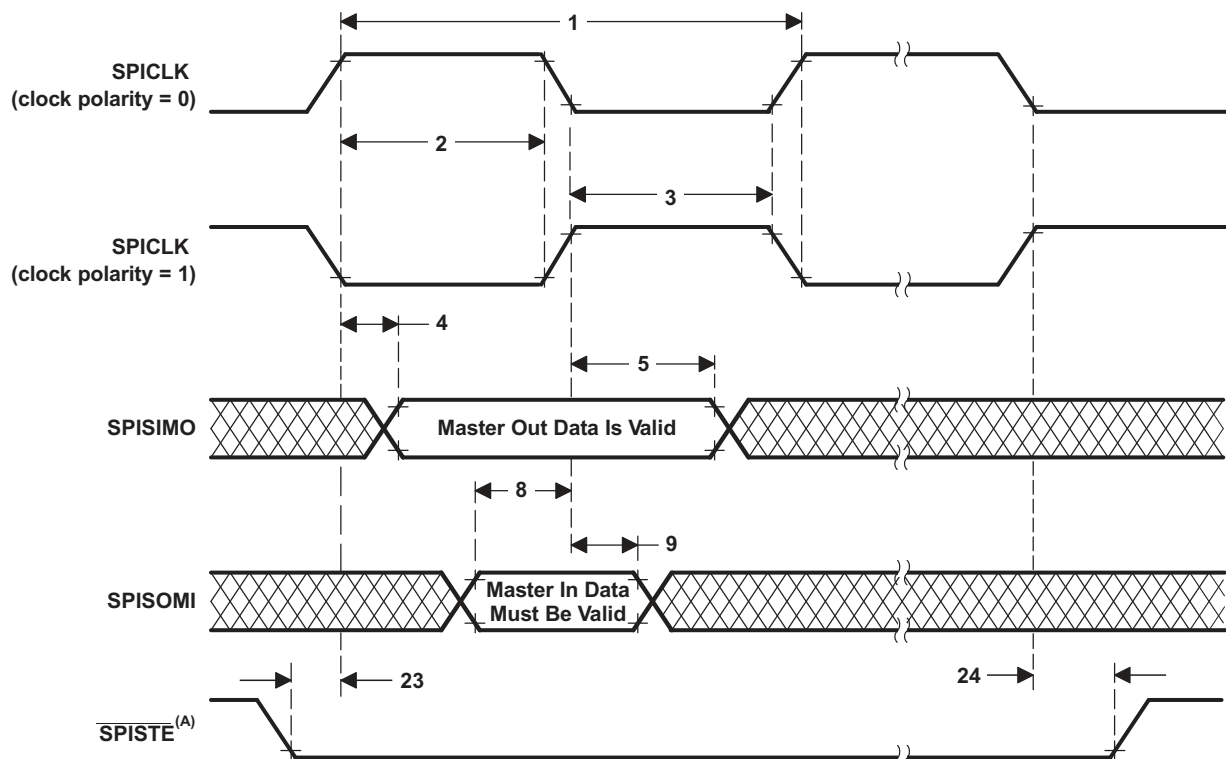 1
SPICLK
(clock polarity = 0)
2
3
SPICLK
(clock polarity = 1)
4
5
SPISIMO
Master Out Data Is Valid
8
9
SPISOMI
Master In Data
Must Be Valid
23
24
SPISTE(A)